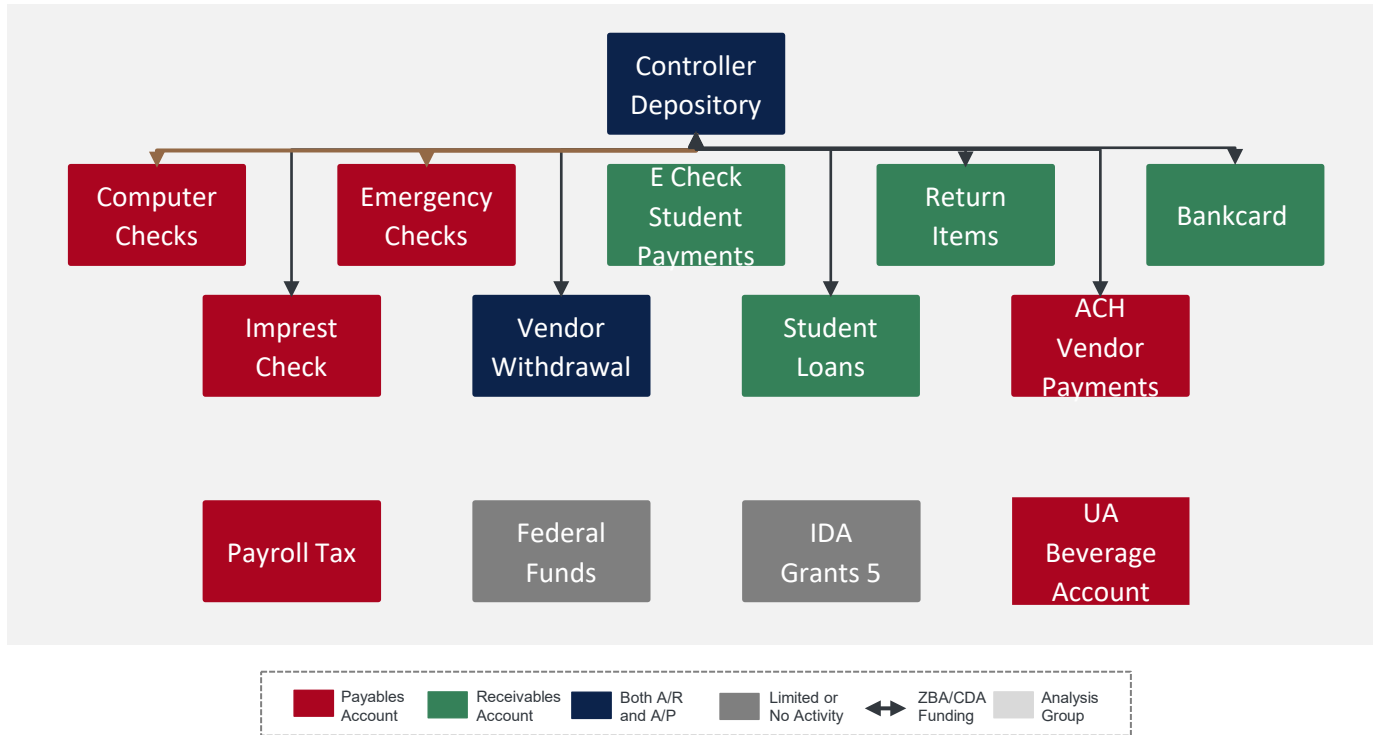 Controller
Depository
Computer
Checks
Emergency
Checks
E Check
Student
Payments
Return
Items
Bankcard
Imprest
Check
Vendor
Withdrawal
Student
Loans
ACH
Vendor
Payments
Payroll Tax
Federal
Funds
IDA
Grants 5
UA
Beverage
Account
Payables
Account
Receivables
Account
Both A/R
and A/P
Limited or
No Activity
ZBA/CDA
Funding
Analysis
Group